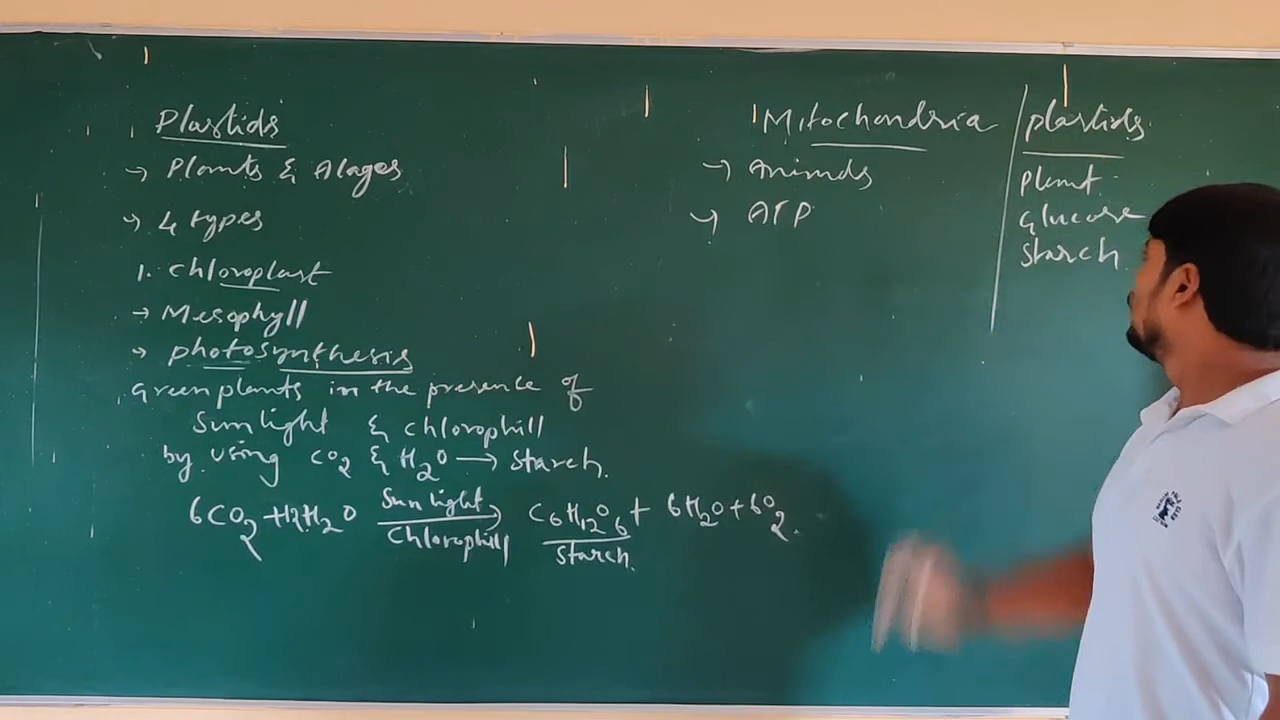 Plastids
→ Plants & Alages
→ 4 types
1. Chloroplast
→ Mesophyll
→ photosynthesis
Green plants in the presence of
Sunlight & chlorophill
by using CO2 & H2O → Starch.
6CO2 + 12H2O Sunlight Chlorophill → C6H12O6 + 6H2O + 6O2.
Starch.
Mitochondria
→ Animals
→ ATP
plastids
Plant
Glucose
Starch